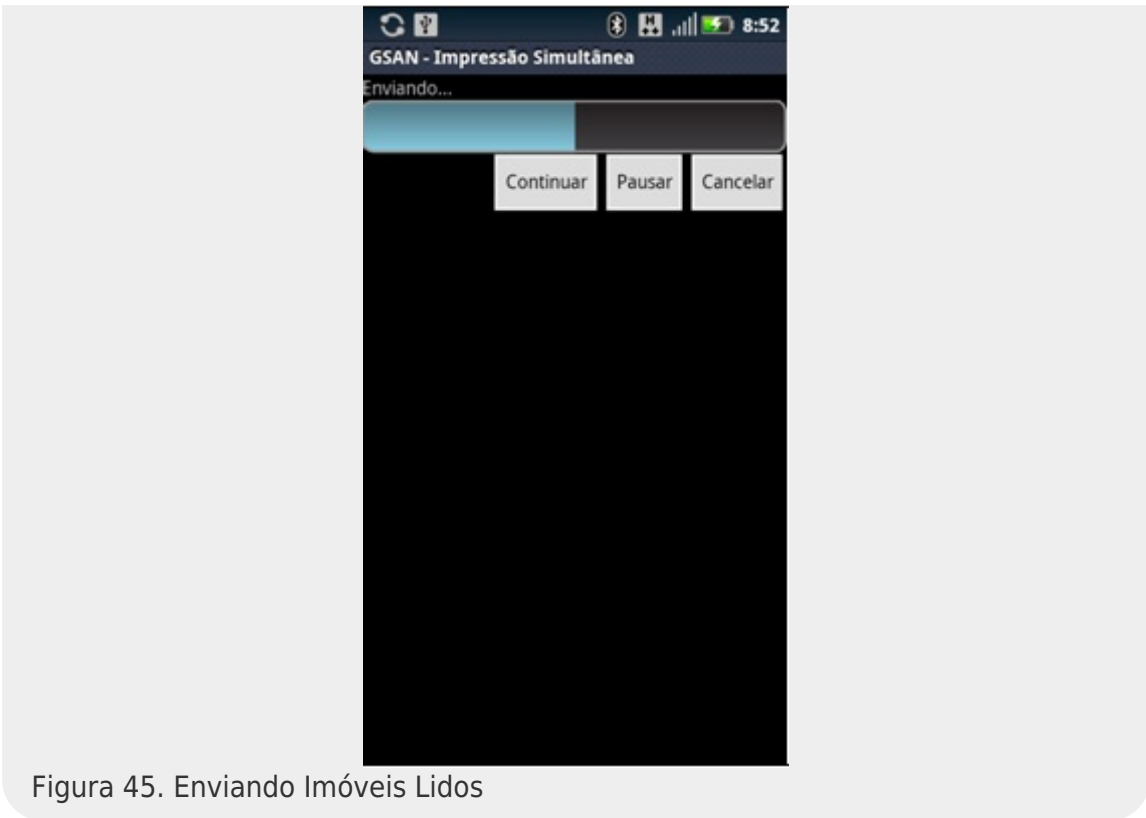 8:52
GSAN - Impressão Simultânea
Enviando...
Continuar Pausar Cancelar
Figura 45. Enviando Imóveis Lidos